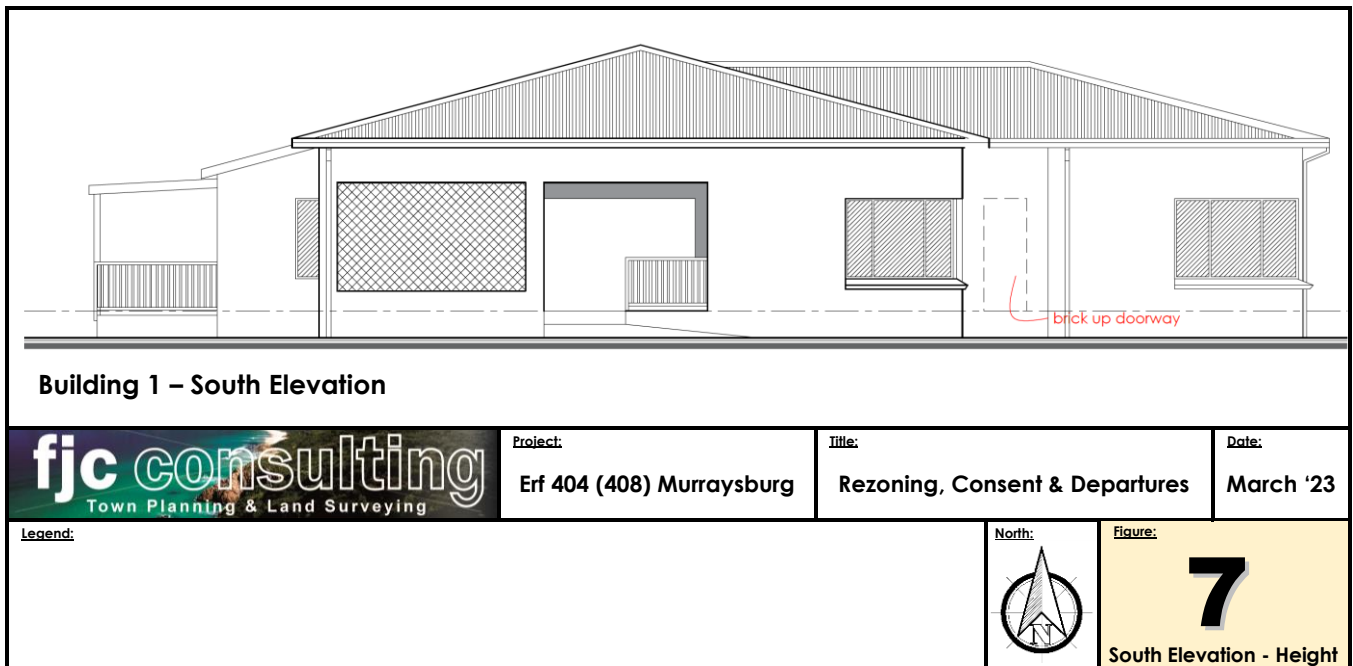 brick up doorway
Building 1 – South Elevation
fjc consulting
Town Planning & Land Surveying
Project:
Erf 404 (408) Murraysburg
Title:
Rezoning, Consent & Departures
Date:
March ‘23
Legend:
North:
N
Figure:
7
South Elevation - Height